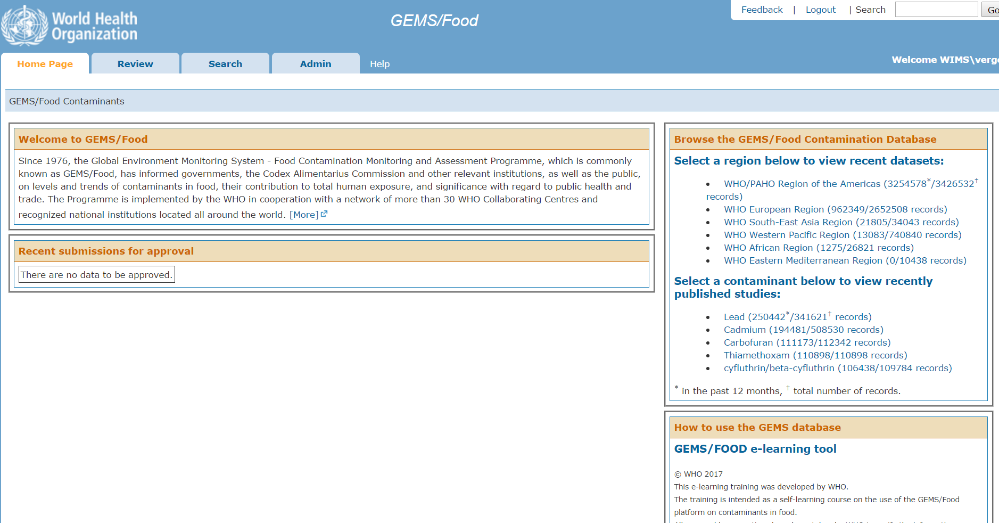 World Health
Organization
GEMS/Food
Feedback | Logout | Search
Home Page
Review
Search
Admin
Help
Welcome WIMS\
GEMS/Food Contaminants
Welcome to GEMS/Food
Since 1976, the Global Environment Monitoring System - Food Contamination Monitoring and Assessment Programme, which is commonly
known as GEMS/Food, has informed governments, the Codex Alimentarius Commission and other relevant institutions, as well as the public,
on levels and trends of contaminants in food, their contribution to total human exposure, and significance with regard to public health and
trade. The Programme is implemented by the WHO in cooperation with a network of more than 30 WHO Collaborating Centres and
recognized national institutions located all around the world. [More]
Recent submissions for approval
There are no data to be approved.
Browse the GEMS/Food Contamination Database
Select a region below to view recent datasets:
• WHO/PAHO Region of the Americas (3254578*/3426532†
records)
• WHO European Region (962349/2652508 records)
• WHO South-East Asia Region (21805/34043 records)
• WHO Western Pacific Region (13083/740840 records)
• WHO African Region (1275/26821 records)
• WHO Eastern Mediterranean Region (0/10438 records)
Select a contaminant below to view recently
published studies:
• Lead (250442*/341621† records)
• Cadmium (194481/508530 records)
• Carbofuran (111173/112342 records)
• Thiamethoxam (110898/110898 records)
• cyfluthrin/beta-cyfluthrin (106438/109784 records)
* in the past 12 months, † total number of records.
How to use the GEMS database
GEMS/FOOD e-learning tool
© WHO 2017
This e-learning training was developed by WHO.
The training is intended as a self-learning course on the use of the GEMS/Food
platform on contaminants in food.